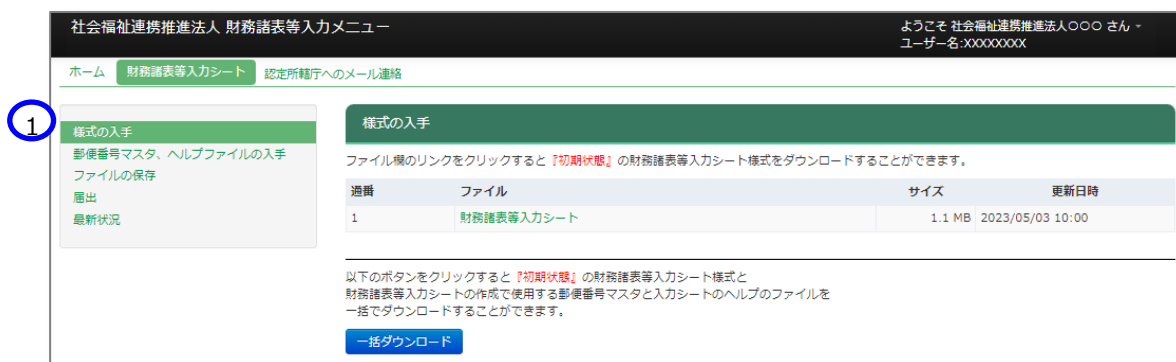 社会福祉連携推進法人 財務諸表等入力メニュー
ようこそ 社会福祉連携推進法人〇〇〇 さん
ユーザー名:XXXXXXXX
ホーム 財務諸表等入力シート 認定所轄庁へのメール連絡
1
様式の入手
郵便番号マスタ、ヘルプファイルの入手
ファイルの保存
届出
最新状況
様式の入手
ファイル欄のリンクをクリックすると『初期状態』の財務諸表等入力シート様式をダウンロードすることができます。
通番 ファイル サイズ 更新日時
1 財務諸表等入力シート 1.1 MB 2023/05/03 10:00
以下のボタンをクリックすると『初期状態』の財務諸表等入力シート様式と
財務諸表等入力シートの作成で使用する郵便番号マスタと入力シートのヘルプのファイルを
一括でダウンロードすることができます。
一括ダウンロード